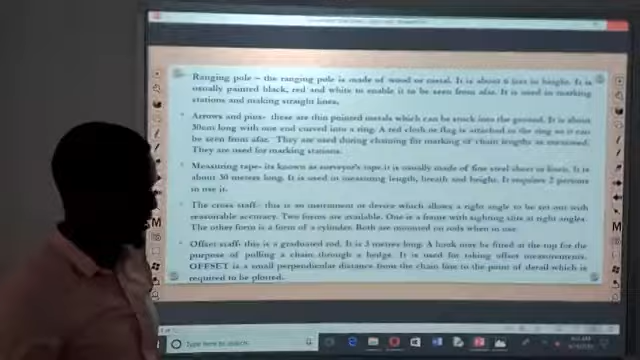 Ranging pole – the ranging pole is made of wood or metal. It is about 6 feet in height. It is
usually painted black, red and white to enable it to be seen from afar. It is used in marking
stations and making straight lines.
Arrows and pins- these are thin pointed metals which can be stuck into the ground. It is about
30cm long with one end curved into a ring. A red cloth or flag is attached to the ring so it can
be seen from afar. They are used during chaining for marking of chain lengths as measured.
They are used for marking stations.
Measuring tape- its known as surveyor's tape, it is usually made of fine steel sheet or linen. It
is about 30 meters long. It is used in measuring length, breath and height. It requires 2 persons
in use it.
The cross staff- this is an instrument or device which allows a right angle to be set out with
reasonable accuracy. Two forms are available. One is a frame with sighting slits at right angles.
The other form is a form of a cylinder. Both are mounted on rods when in use
Offset staff- this is a graduated rod. It is 3 metre long. A hook may be fitted at the top for the
purpose of pulling a chain through a hedge. It is used for taking offset measurements.
OFFSET is a small perpendicular distance from the chain line to the point of detail which is
required to be plotted.
Type here to search